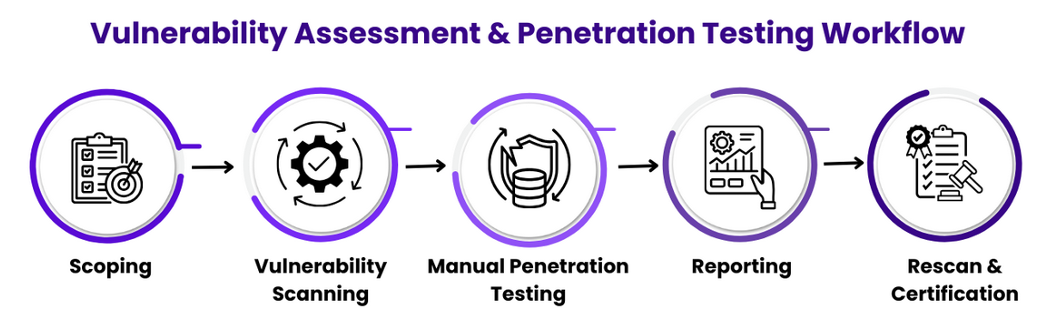 Vulnerability Assessment & Penetration Testing Workflow
Scoping
Vulnerability
Scanning
Manual Penetration
Testing
Reporting
Rescan &
Certification